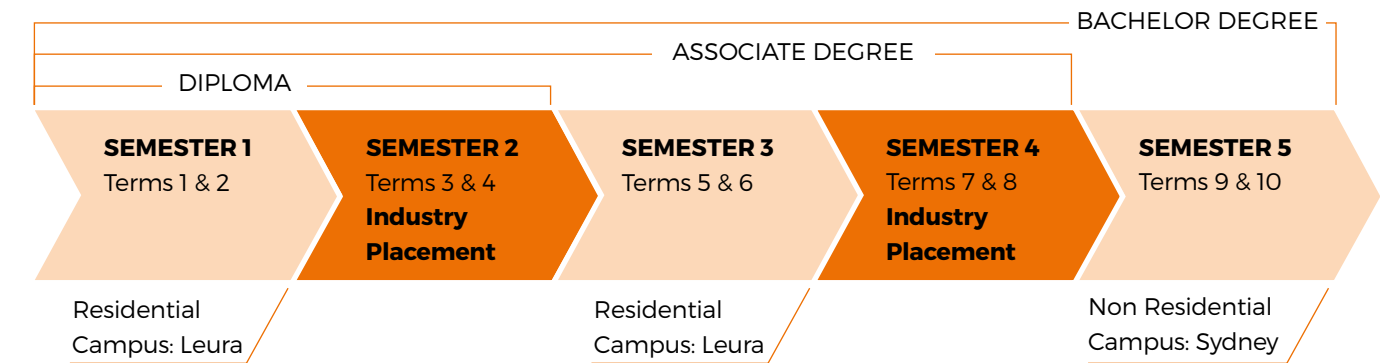 BACHELOR DEGREE
ASSOCIATE DEGREE
DIPLOMA
SEMESTER 1
Terms 1 & 2
SEMESTER 2
Terms 3 & 4
Industry
Placement
SEMESTER 3
Terms 5 & 6
SEMESTER 4
Terms 7 & 8
Industry
Placement
SEMESTER 5
Terms 9 & 10
Residential
Campus: Leura
Residential
Campus: Leura
Non Residential
Campus: Sydney